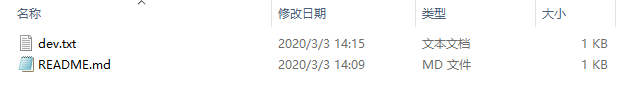 名称 修改日期 类型 大小
dev.txt 2020/3/3 14:15 文本文档 1 KB
README.md 2020/3/3 14:09 MD 文件 1 KB